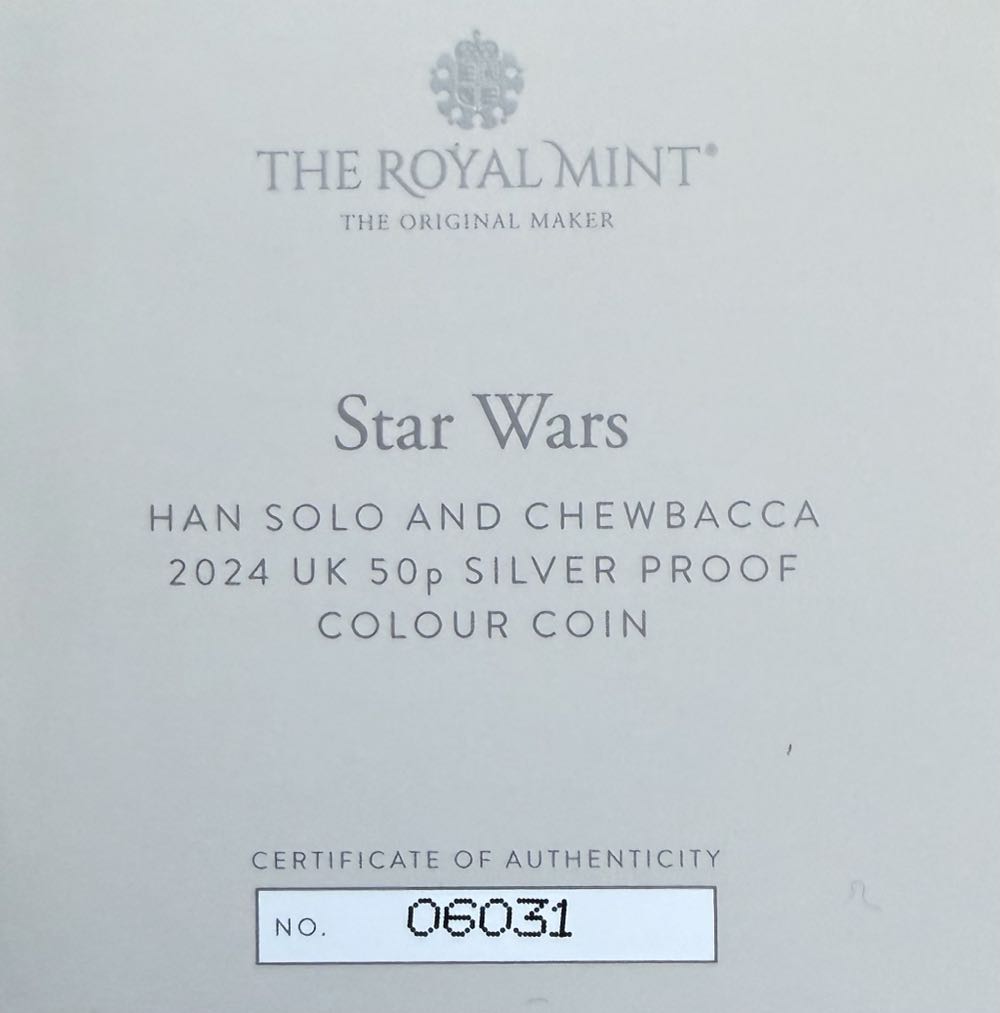 THE ROYAL MINT®
THE ORIGINAL MAKER
Star Wars
HAN SOLO AND CHEWBACCA
2024 UK 50p SILVER PROOF
COLOUR COIN
CERTIFICATE OF AUTHENTICITY
NO. 06031